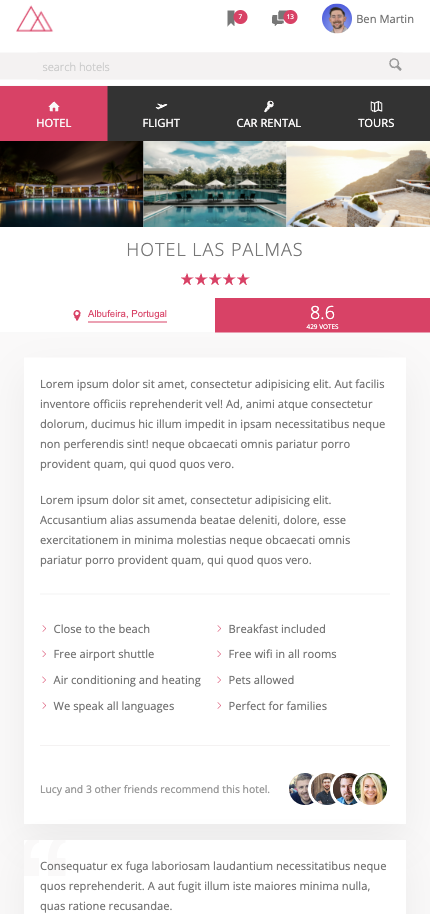 7
13
Ben Martin
search hotels
HOTEL
FLIGHT
CAR RENTAL
TOURS
HOTEL LAS PALMAS
Albufeira, Portugal
8.6
429 VOTES
Lorem ipsum dolor sit amet, consectetur adipisicing elit. Aut facilis
inventore officiis reprehenderit vel! Ad, animi atque consectetur
dolorum, ducimus hic illum impedit in ipsam necessitatibus neque
non perferendis sint! neque obcaecati omnis pariatur porro
provident quam, qui quod quos vero.
Lorem ipsum dolor sit amet, consectetur adipisicing elit.
Accusantium alias assumenda beatae deleniti, dolore, esse
exercitationem in minima molestias neque obcaecati omnis
pariatur porro provident quam, qui quod quos vero.
Close to the beach
Breakfast included
Free airport shuttle
Free wifi in all rooms
Air conditioning and heating
Pets allowed
We speak all languages
Perfect for families
Lucy and 3 other friends recommend this hotel.
Consequatur ex fuga laboriosam laudantium necessitatibus neque
quos reprehenderit. A aut fugit illum iste maiores minima nulla,
quas ratione recusandae.